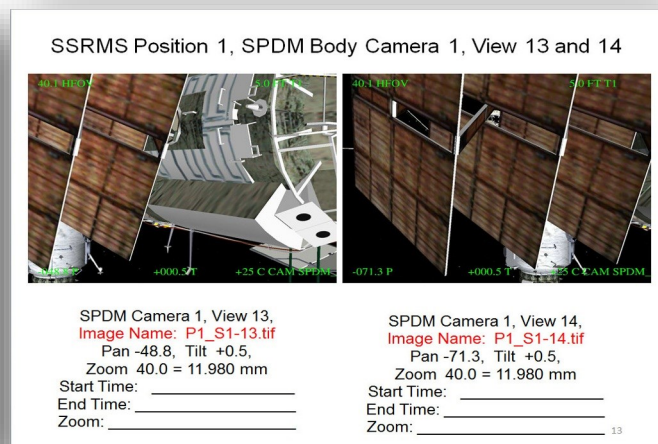 SSRMS Position 1, SPDM Body Camera 1, View 13 and 14
40.1 HFOV
5.0 FT T2
+000.5 T
+25 C CAM SPDM_
40.1 HFOV
5.0 FT T1
-071.3 P
+000.5 T
C CAM SPDM_
SPDM Camera 1, View 13,
Image Name: P1_S1-13.tif
Pan -48.8, Tilt +0.5,
Zoom 40.0 = 11.980 mm
Start Time:
End Time:
Zoom:
SPDM Camera 1, View 14,
Image Name: P1_S1-14.tif
Pan -71.3, Tilt +0.5,
Zoom 40.0 = 11.980 mm
Start Time:
End Time:
Zoom:
13